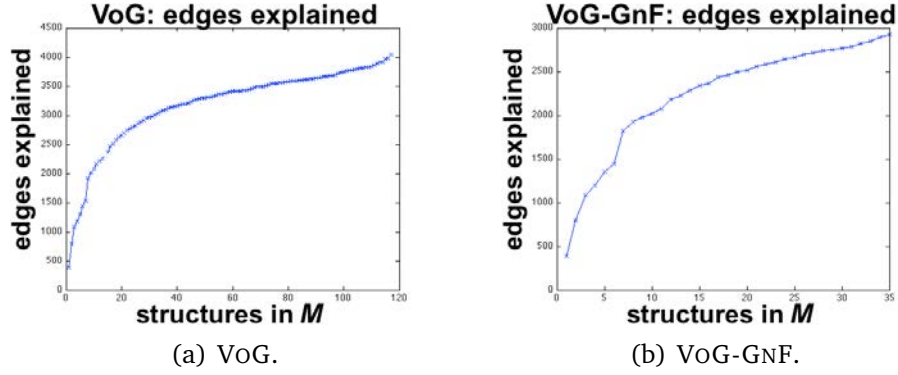 VoG: edges explained
edges explained
4500
4000
3500
3000
2500
2000
1500
1000
500
0
0 20 40 60 80 100 120
structures in M
(a) VOG.
VoG-GnF: edges explained
edges explained
3000
2500
2000
1500
1000
500
0
0 5 10 15 20 25 30 35
structures in M
(b) VOG-GNF.